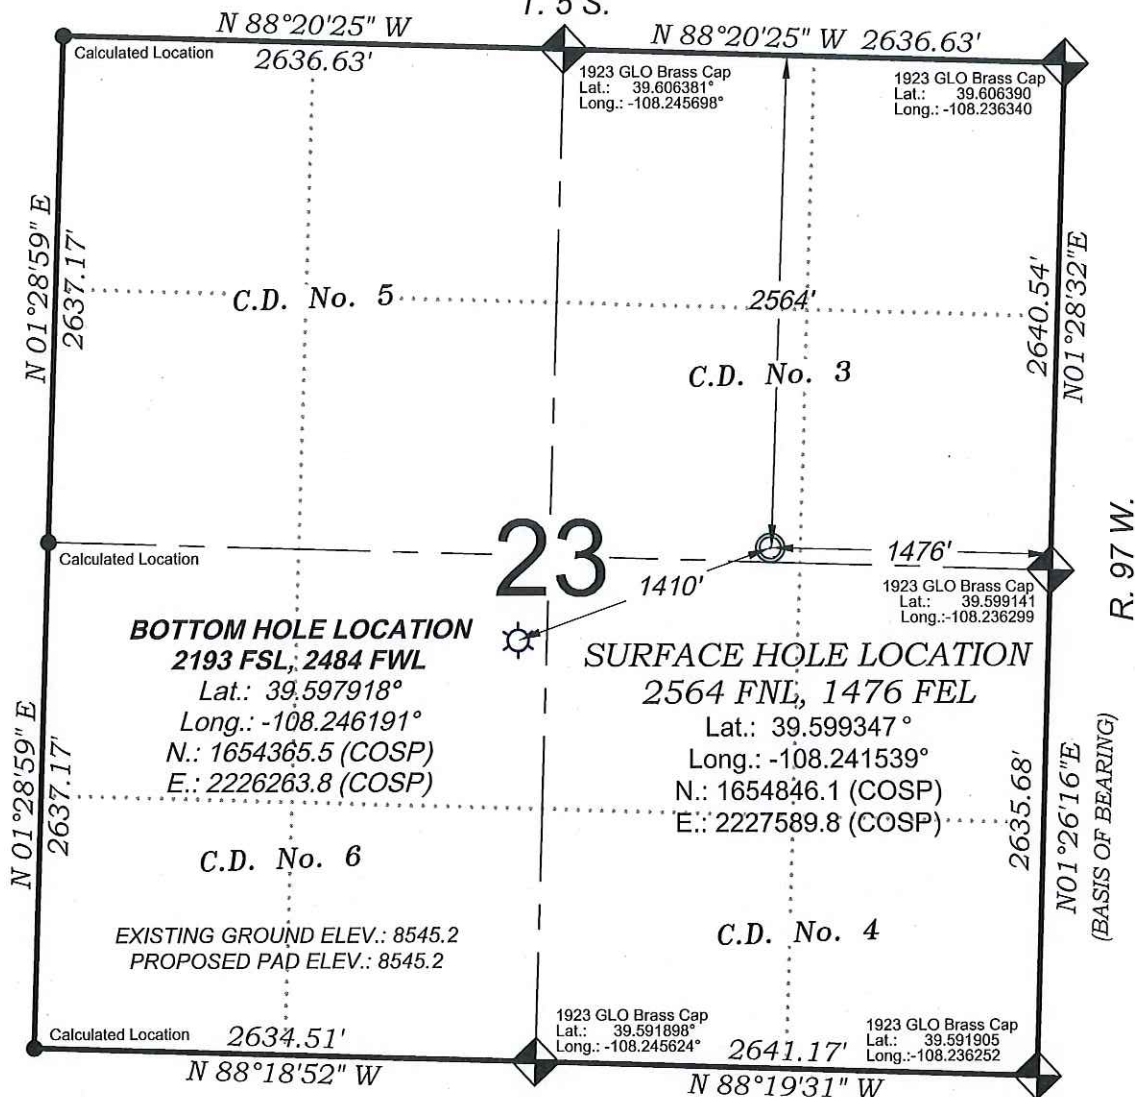 T. 5 S.
N 88°20'25" W
2636.63'
N 88°20'25" W 2636.63'
Calculated Location
1923 GLO Brass Cap
Lat.: 39.606381°
Long.: -108.245698°
1923 GLO Brass Cap
Lat.: 39.606390
Long.: -108.236340
N 01°28'59" E
2637.17'
C.D. No. 5
2564'
2640.54'
N01°28'32"E
C.D. No. 3
R. 97 W.
23
Calculated Location
1410'
1476'
1923 GLO Brass Cap
Lat.: 39.599141
Long.:-108.236299
BOTTOM HOLE LOCATION
2193 FSL, 2484 FWL
Lat.: 39.597918°
Long.: -108.246191°
N.: 1654365.5 (COSP)
E.: 2226263.8 (COSP)
SURFACE HOLE LOCATION
2564 FNL, 1476 FEL
Lat.: 39.599347°
Long.: -108.241539°
N.: 1654846.1 (COSP)
E.: 2227589.8 (COSP)
N 01°28'59" E
2637.17'
2635.68'
N01°26'16"E
(BASIS OF BEARING)
C.D. No. 6
C.D. No. 4
EXISTING GROUND ELEV.: 8545.2
PROPOSED PAD ELEV.: 8545.2
Calculated Location
2634.51'
N 88°18'52" W
1923 GLO Brass Cap
Lat.: 39.591898°
Long.: -108.245624°
2641.17'
N 88°19'31" W
1923 GLO Brass Cap
Lat.: 39.591905
Long.:-108.236252